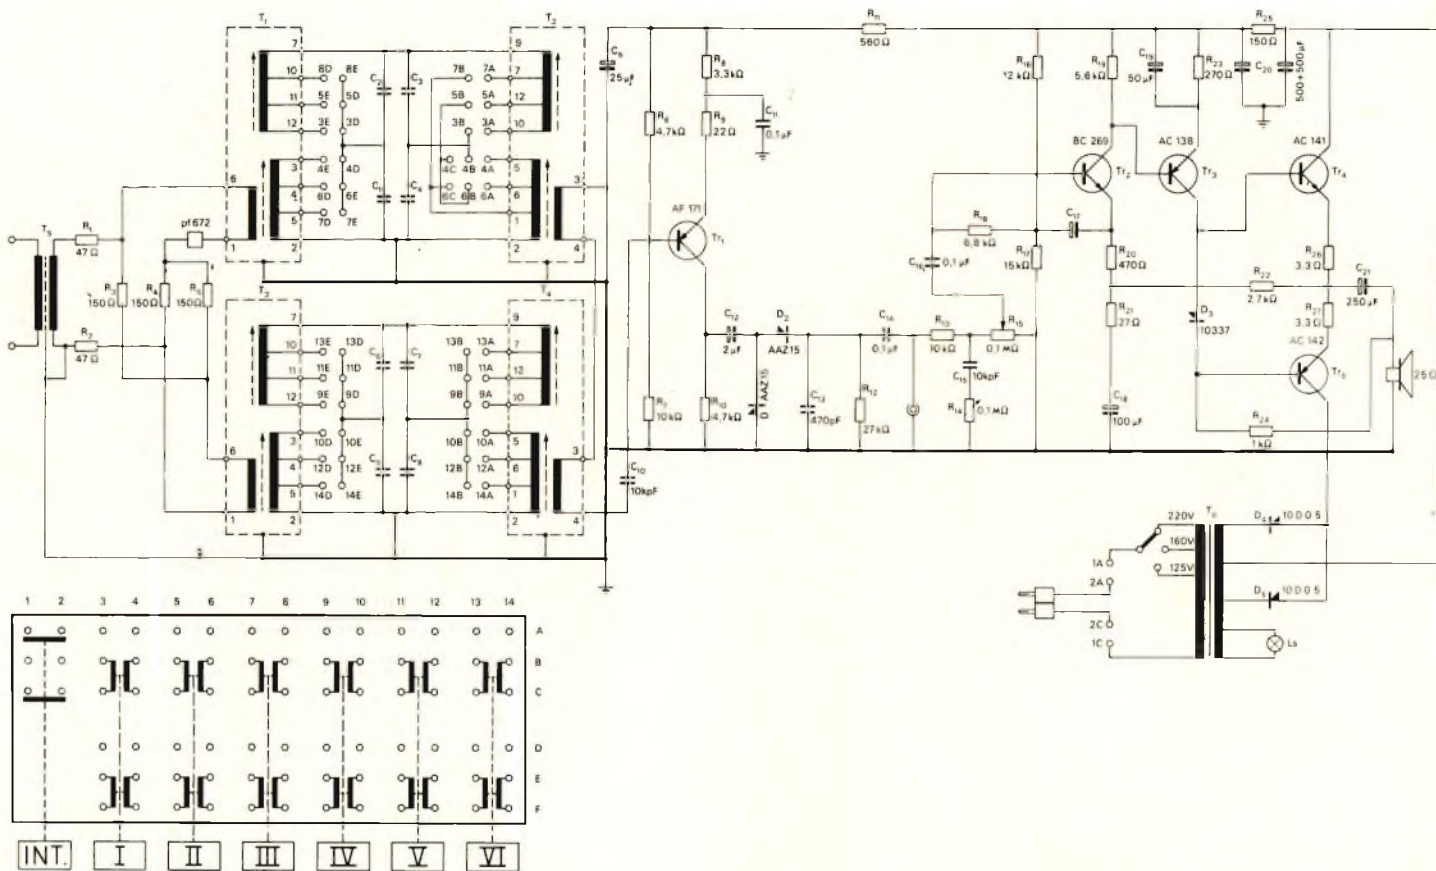 T₁
T₂
7
8D 8E
10
5E 5D
11
3E 3D
12
3
4E 4D
4
6D 6E
5
7D 7E
6
1
2
C₂ C₃
C₁ C₄
9
7B 7A
7
5B 5A
12
3B 3A
10
4C 4B 4A
5
6C 6B 6A
6
1
3
2
4
C₉
25µF
T₅
R₁
47Ω
pf 672
R₃
150Ω
R₄
150Ω
R₅
150Ω
R₂
47Ω
T₃
T₄
7
10
13E 13D
11
11E 11D
12
9E 9D
3
10D 10E
4
12D 12E
5
14D 14E
6
1
2
C₆ C₇
C₅ C₈
9
13B 13A
7
11B 11A
12
9B 9A
10
10B 10A
5
12B 12A
6
14B 14A
1
3
2
4
C₁₀
10kpF
R₆
4,7kΩ
R₈
3,3kΩ
R₉
22Ω
C₁₁
0,1µF
AF 171
Tr₁
R₇
10kΩ
R₁₀
4,7kΩ
C₁₂
2µF
D₁ AAZ15
D₂
AAZ15
C₁₃
470pF
C₁₄
0,1µF
R₁₂
27kΩ
R₁₁
560Ω
R₁₃
10kΩ
R₁₅
0,1MΩ
C₁₅
10kpF
R₁₄
0,1MΩ
C₁₆
0,1µF
R₁₆
6,8kΩ
R₁₈
12kΩ
R₁₇
15kΩ
C₁₇
R₁₉
5,6kΩ
BC 269
Tr₂
R₂₀
470Ω
R₂₁
27Ω
C₁₈
100µF
C₁₉
50µF
R₂₃
270Ω
AC 138
Tr₃
R₂₅
150Ω
C₂₀
500+500µF
AC 141
Tr₄
R₂₆
3.3Ω
R₂₂
2.7kΩ
C₂₁
250µF
R₂₇
3.3Ω
D₃
10337
AC 142
Tr₅
R₂₄
1kΩ
25Ω
220V
160V
125V
1A
2A
2C
1C
D₄ 10D05
D₅ 10D05
Ls
1 2 3 4 5 6 7 8 9 10 11 12 13 14
A
B
C
D
E
F
INT. I II III IV V VI